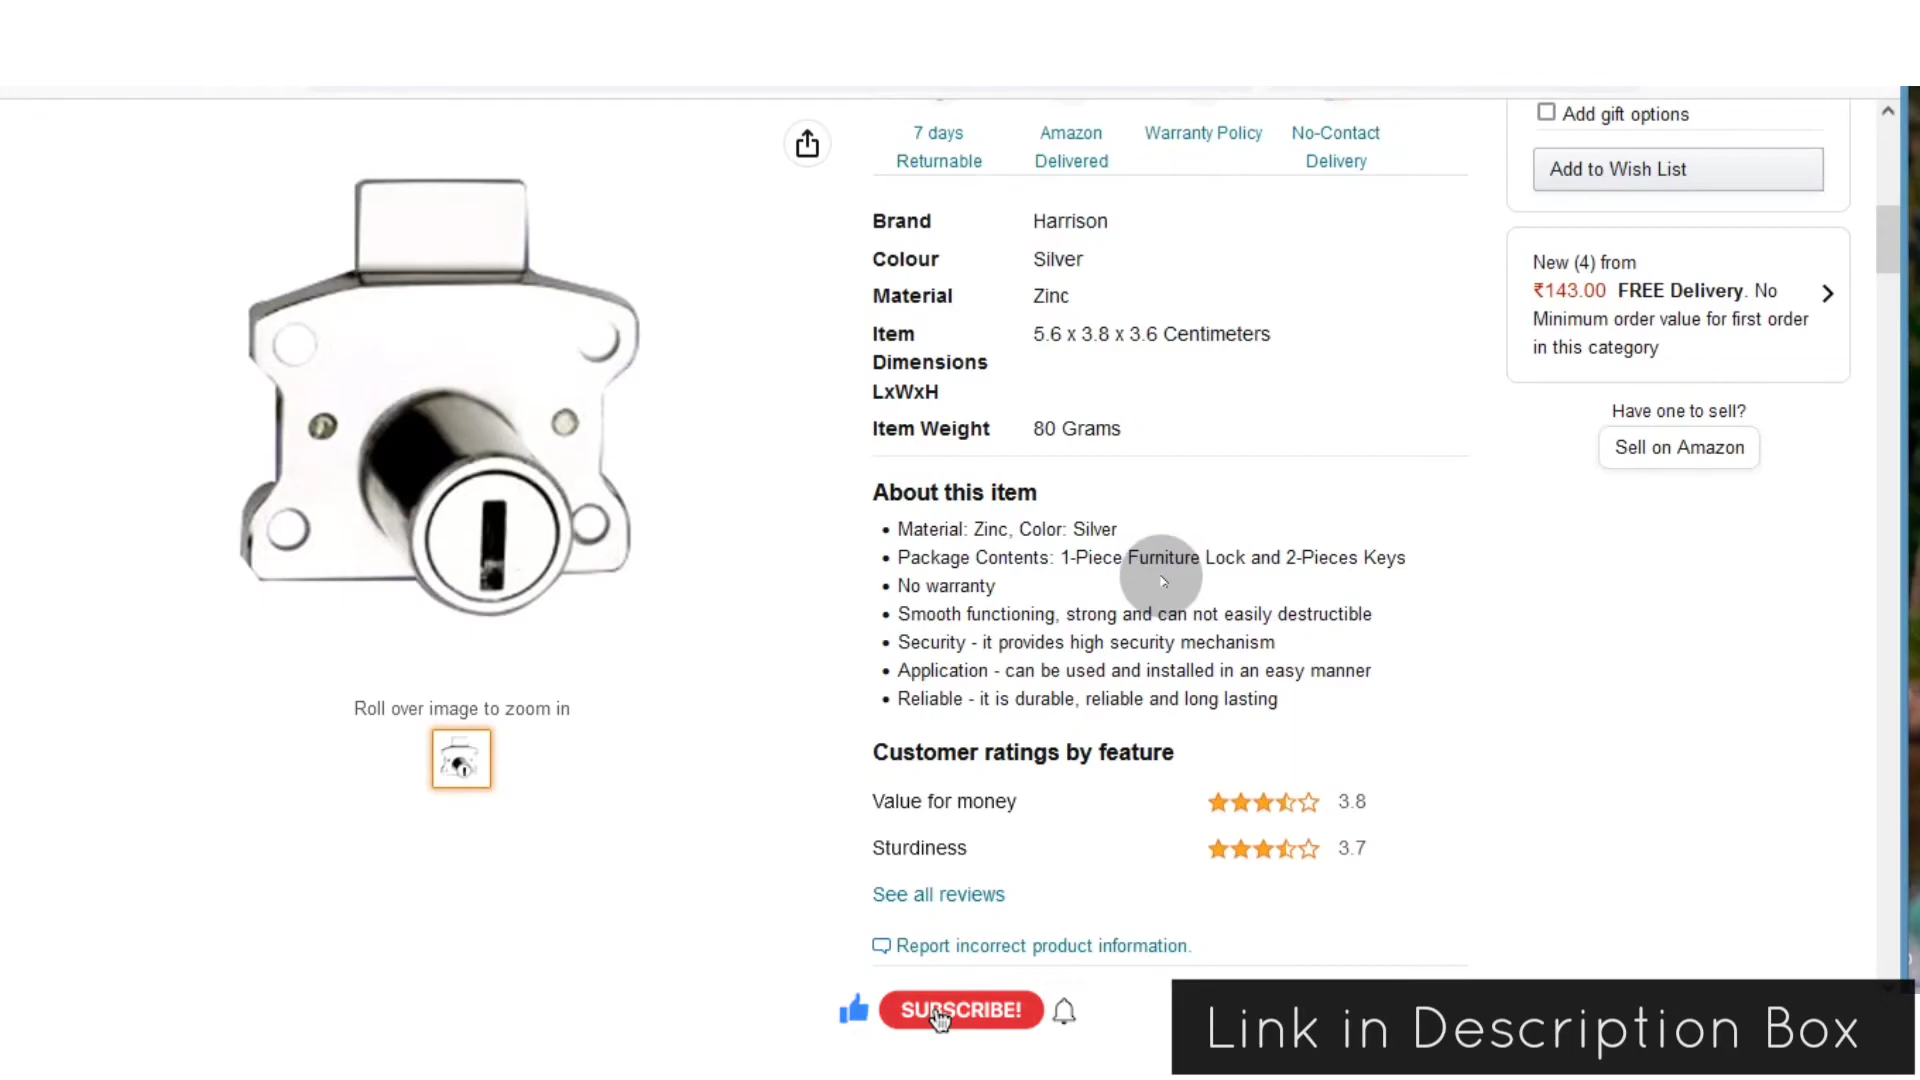 7 days
Returnable
Amazon
Delivered
Warranty Policy
No-Contact
Delivery
Brand Harrison
Colour Silver
Material Zinc
Item 5.6 x 3.8 x 3.6 Centimeters
Dimensions
LxWxH
Item Weight 80 Grams
About this item
Material: Zinc, Color: Silver
Package Contents: 1-Piece Furniture Lock and 2-Pieces Keys
No warranty
Smooth functioning, strong and can not easily destructible
Security - it provides high security mechanism
Application - can be used and installed in an easy manner
Reliable - it is durable, reliable and long lasting
Roll over image to zoom in
Customer ratings by feature
Value for money 3.8
Sturdiness 3.7
See all reviews
Report incorrect product information.
Add gift options
Add to Wish List
New (4) from
₹143.00 FREE Delivery. No
Minimum order value for first order
in this category
Have one to sell?
Sell on Amazon
SUBSCRIBE!
Link in Description Box